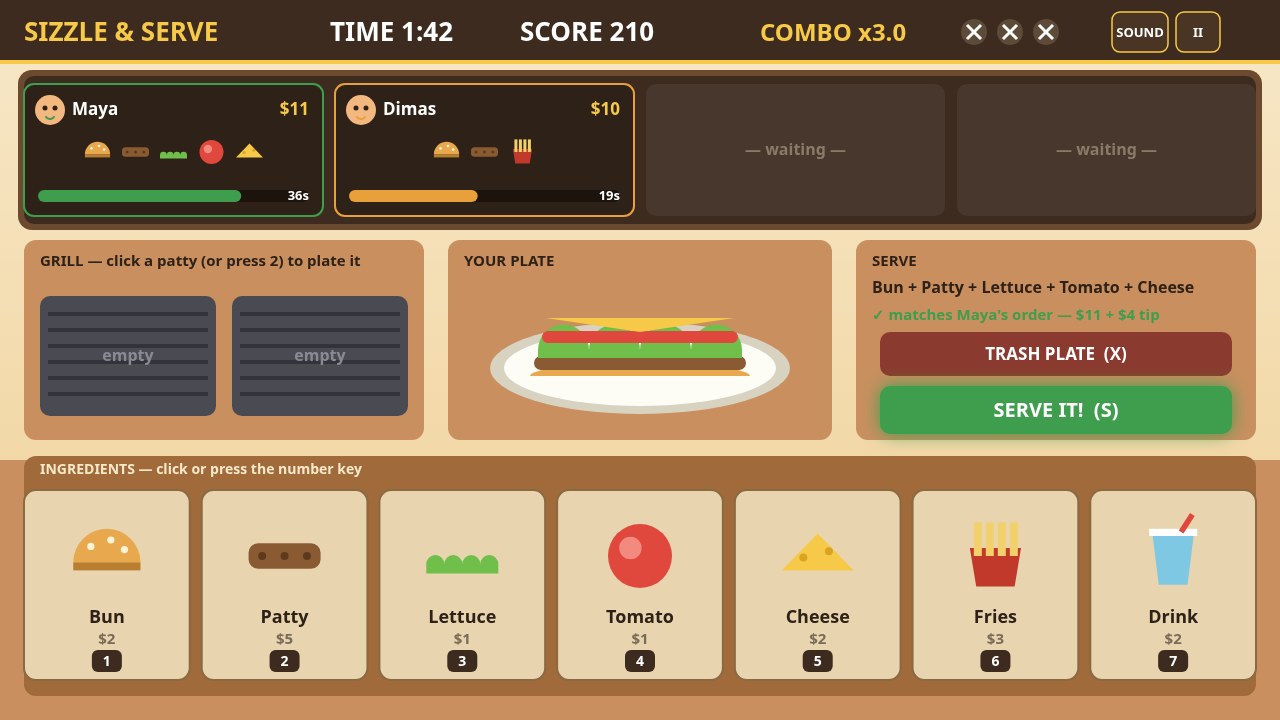 SIZZLE & SERVE TIME 1:42 SCORE 210 COMBO x3.0 SOUND II
Maya $11
36s
Dimas $10
19s
— waiting —
— waiting —
GRILL — click a patty (or press 2) to plate it
empty
empty
YOUR PLATE
SERVE
Bun + Patty + Lettuce + Tomato + Cheese
✓ matches Maya's order — $11 + $4 tip
TRASH PLATE (X)
SERVE IT! (S)
INGREDIENTS — click or press the number key
Bun
$2
1
Patty
$5
2
Lettuce
$1
3
Tomato
$1
4
Cheese
$2
5
Fries
$3
6
Drink
$2
7